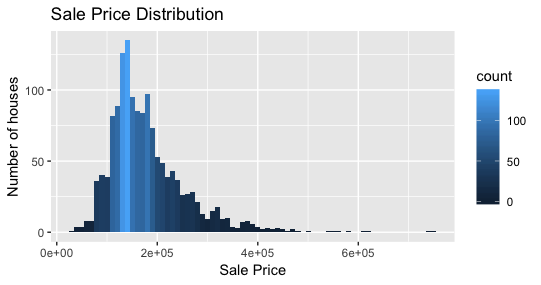 Sale Price Distribution
Number of houses
100
50
0
0e+00 2e+05 4e+05 6e+05
Sale Price
count
100
50
0